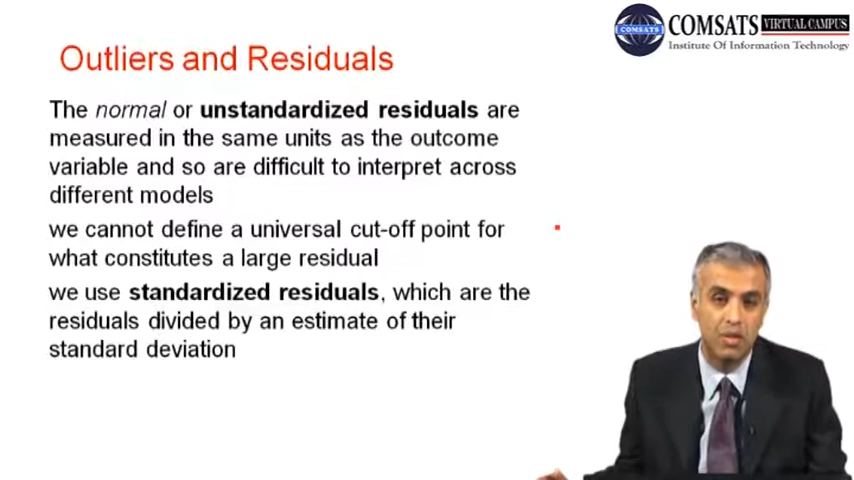 COMSATS VIRTUAL CAMPUS
COMSATS
Institute Of Information Technology
Outliers and Residuals
The normal or unstandardized residuals are
measured in the same units as the outcome
variable and so are difficult to interpret across
different models
we cannot define a universal cut-off point for
what constitutes a large residual
we use standardized residuals, which are the
residuals divided by an estimate of their
standard deviation